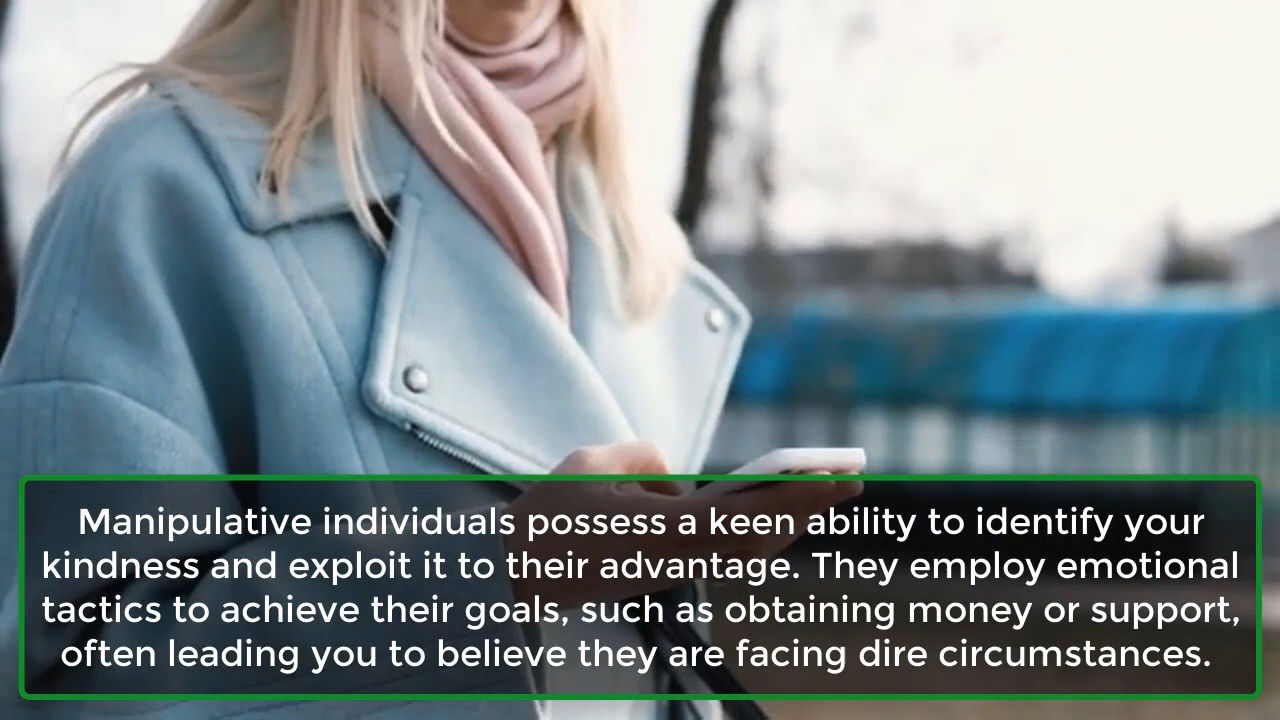 Manipulative individuals possess a keen ability to identify your
kindness and exploit it to their advantage. They employ emotional
tactics to achieve their goals, such as obtaining money or support,
often leading you to believe they are facing dire circumstances.